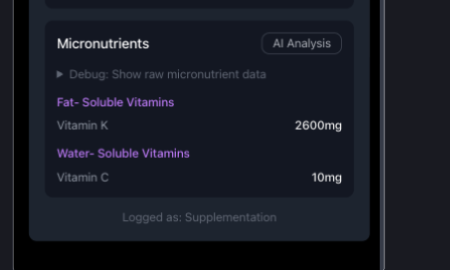 Micronutrients
AI Analysis
▶ Debug: Show raw micronutrient data
Fat- Soluble Vitamins
Vitamin K 2600mg
Water- Soluble Vitamins
Vitamin C 10mg
Logged as: Supplementation